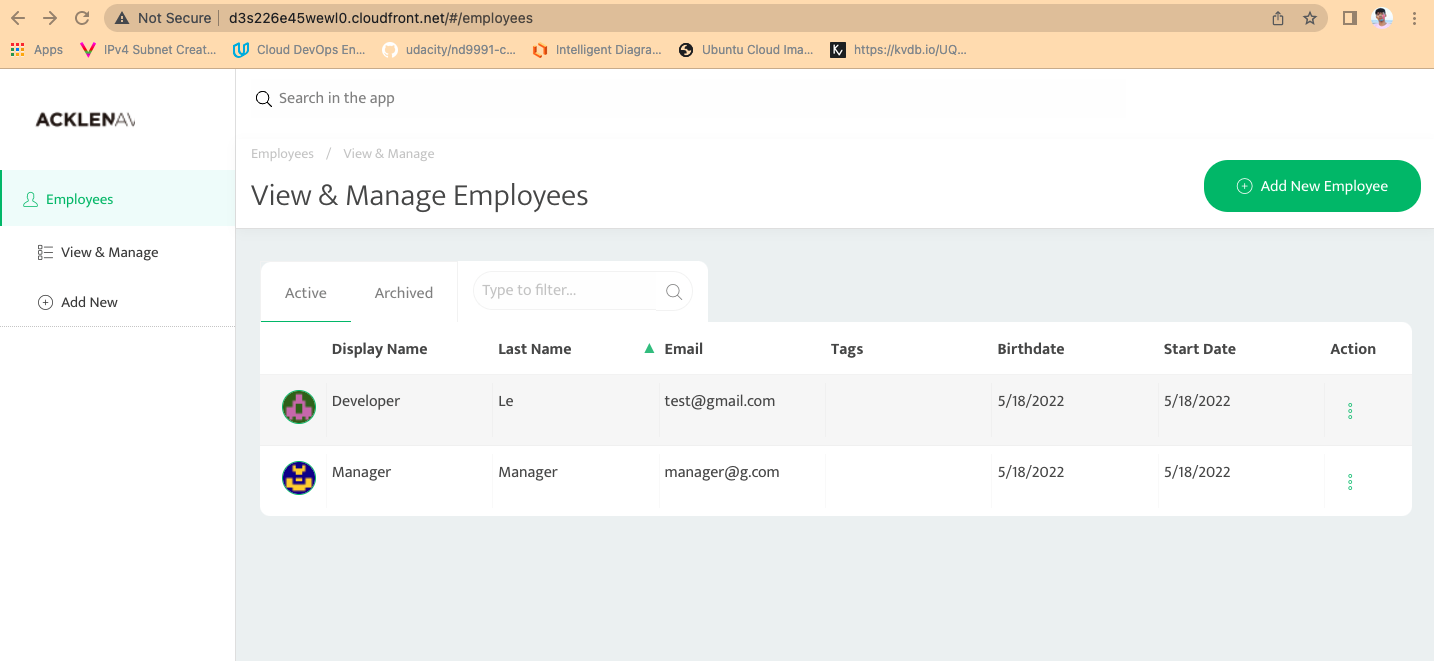 Not Secure d3s226e45wewl0.cloudfront.net/#/employees
Apps IPv4 Subnet Creat... Cloud DevOps En... udacity/nd9991-c... Intelligent Diagra... Ubuntu Cloud Ima... https://kvdb.io/UQ...
Search in the app
ACKLENAV
Employees / View & Manage
View & Manage Employees
Add New Employee
Employees
View & Manage
Add New
Active Archived Type to filter...
Display Name Last Name Email Tags Birthdate Start Date Action
Developer Le test@gmail.com 5/18/2022 5/18/2022
Manager Manager manager@g.com 5/18/2022 5/18/2022